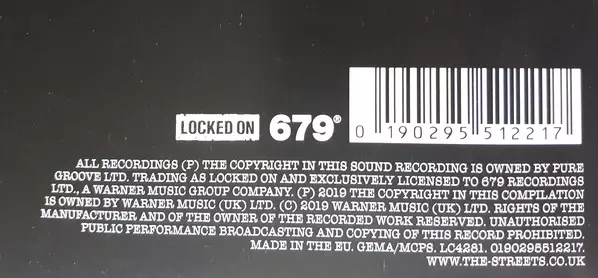 LOCKED ON 679®
0 190295 512217
ALL RECORDINGS (P) THE COPYRIGHT IN THIS SOUND RECORDING IS OWNED BY PURE
GROOVE LTD. TRADING AS LOCKED ON AND EXCLUSIVELY LICENSED TO 679 RECORDINGS
LTD., A WARNER MUSIC GROUP COMPANY. (P) 2019 THE COPYRIGHT IN THIS COMPILATION
IS OWNED BY WARNER MUSIC (UK) LTD. (C) 2019 WARNER MUSIC (UK) LTD. RIGHTS OF THE
MANUFACTURER AND OF THE OWNER OF THE RECORDED WORK RESERVED. UNAUTHORISED
PUBLIC PERFORMANCE BROADCASTING AND COPYING OF THIS RECORD PROHIBITED.
MADE IN THE EU. GEMA/MCPS. LC4281. 0190295512217.
WWW.THE-STREETS.CO.UK